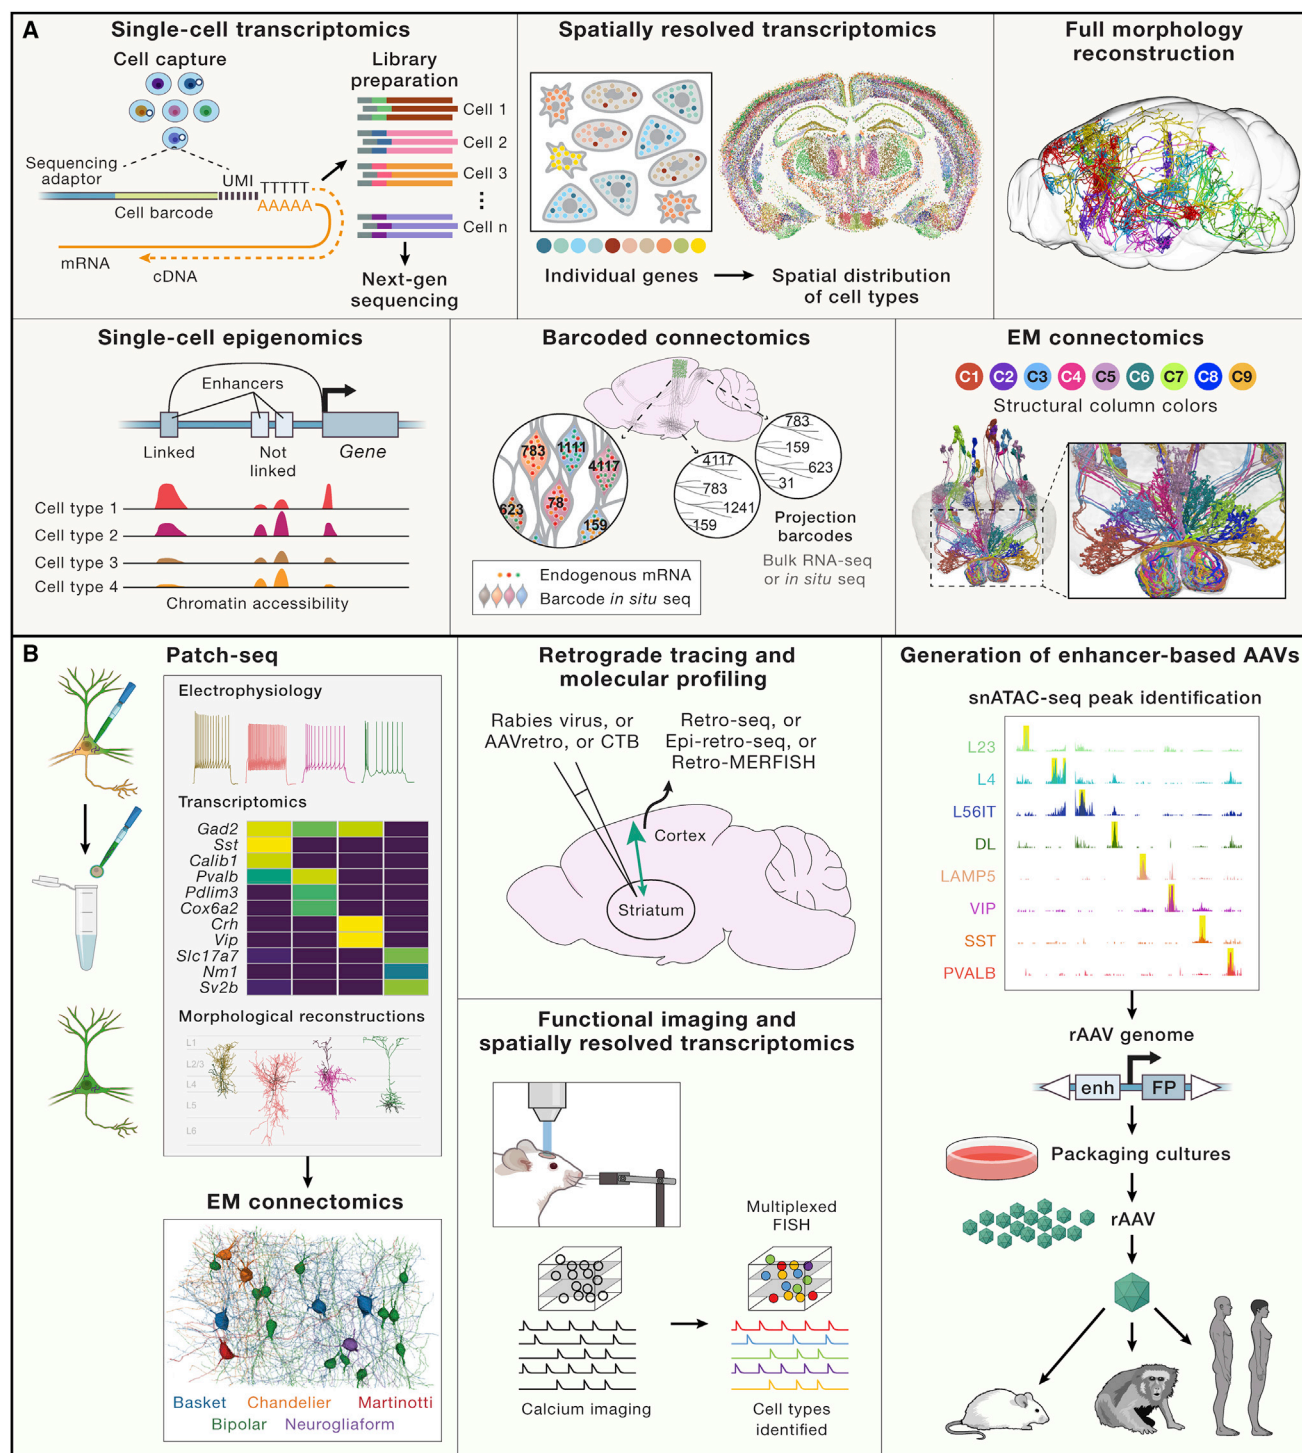 A
Single-cell transcriptomics
Cell capture
Library
preparation
Cell 1
Cell 2
Cell 3
Cell n
Sequencing
adaptor
UMI
TTTTT
AAAAA
Cell barcode
mRNA
cDNA
Next-gen
sequencing
Spatially resolved transcriptomics
Individual genes
Spatial distribution
of cell types
Full morphology
reconstruction
Single-cell epigenomics
Enhancers
Linked
Not
linked
Gene
Cell type 1
Cell type 2
Cell type 3
Cell type 4
Chromatin accessibility
Barcoded connectomics
783
1111
4117
623
78
159
4117
783
1241
159
783
159
623
31
Projection
barcodes
Bulk RNA-seq
or in situ seq
Endogenous mRNA
Barcode in situ seq
EM connectomics
C1 C2 C3 C4 C5 C6 C7 C8 C9
Structural column colors
B
Patch-seq
Electrophysiology
Transcriptomics
Gad2
Sst
Calib1
Pvalb
Pdlim3
Cox6a2
Crh
Vip
Slc17a7
Nm1
Sv2b
Morphological reconstructions
L1
L2/3
L4
L5
L6
EM connectomics
Basket Chandelier Martinotti
Bipolar Neurogliaform
Retrograde tracing and
molecular profiling
Rabies virus, or
AAVretro, or CTB
Retro-seq, or
Epi-retro-seq, or
Retro-MERFISH
Cortex
Striatum
Functional imaging and
spatially resolved transcriptomics
Multiplexed
FISH
Calcium imaging
Cell types
identified
Generation of enhancer-based AAVs
snATAC-seq peak identification
L23
L4
L56IT
DL
LAMP5
VIP
SST
PVALB
rAAV genome
enh FP
Packaging cultures
rAAV